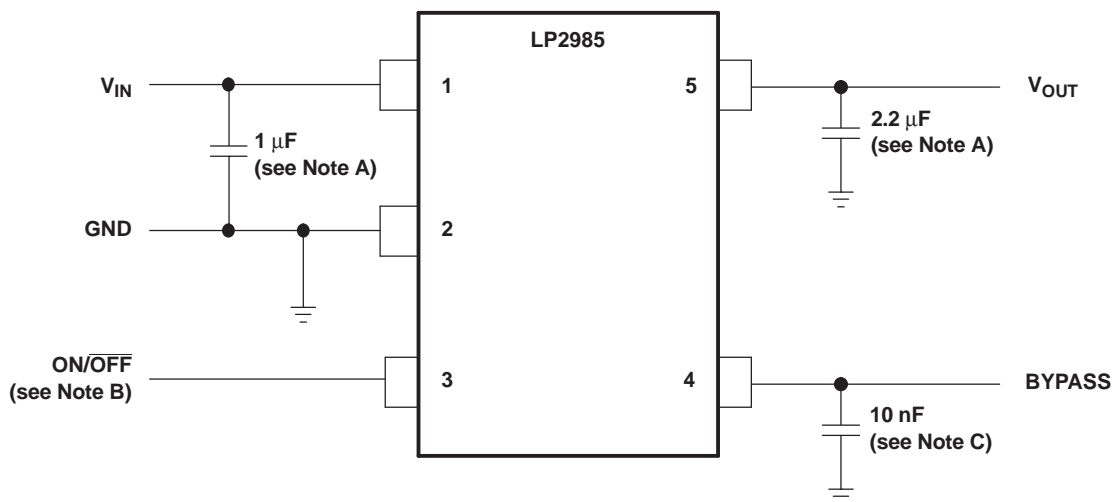 LP2985
V_IN
1
5
V_OUT
1 μF
(see Note A)
2.2 μF
(see Note A)
GND
2
ON/O̅F̅F̅
(see Note B)
3
4
BYPASS
10 nF
(see Note C)